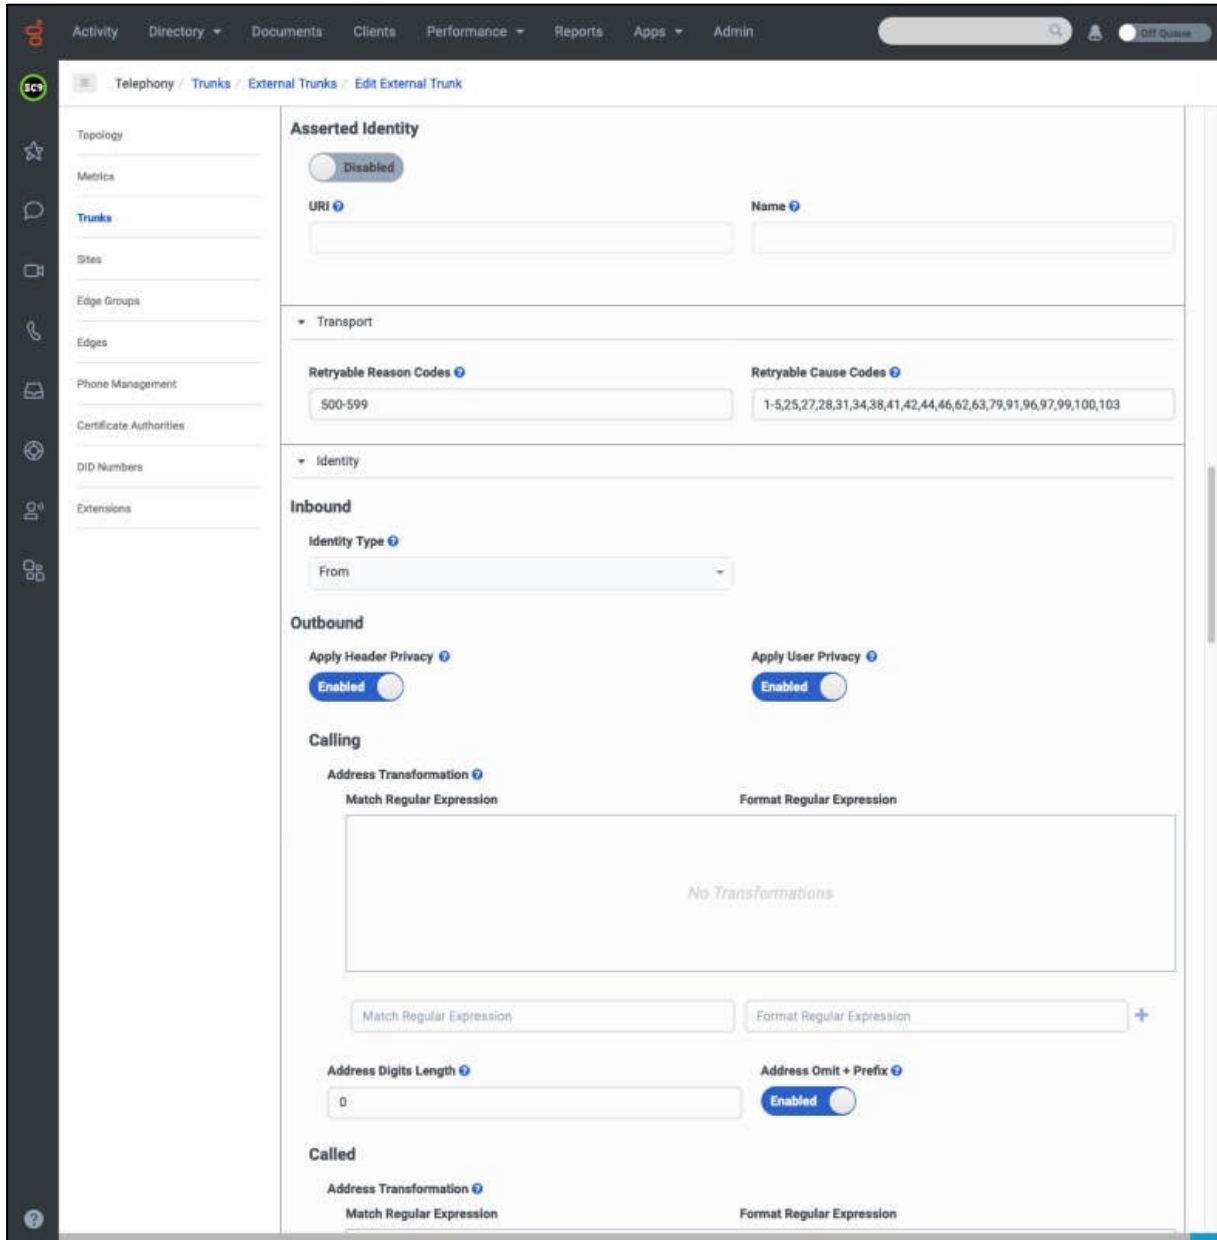 Activity Directory Documents Clients Performance Reports Apps Admin Off Queue
SC9 Telephony / Trunks / External Trunks / Edit External Trunk
Topology
Metrics
Trunks
Sites
Edge Groups
Edges
Phone Management
Certificate Authorities
DID Numbers
Extensions
Asserted Identity
Disabled
URI Name
Transport
Retryable Reason Codes Retryable Cause Codes
500-599 1-5,25,27,28,31,34,38,41,42,44,46,62,63,79,91,96,97,99,100,103
Identity
Inbound
Identity Type
From
Outbound
Apply Header Privacy Apply User Privacy
Enabled Enabled
Calling
Address Transformation
Match Regular Expression Format Regular Expression
No Transformations
Match Regular Expression Format Regular Expression +
Address Digits Length Address Omit + Prefix
0 Enabled
Called
Address Transformation
Match Regular Expression Format Regular Expression